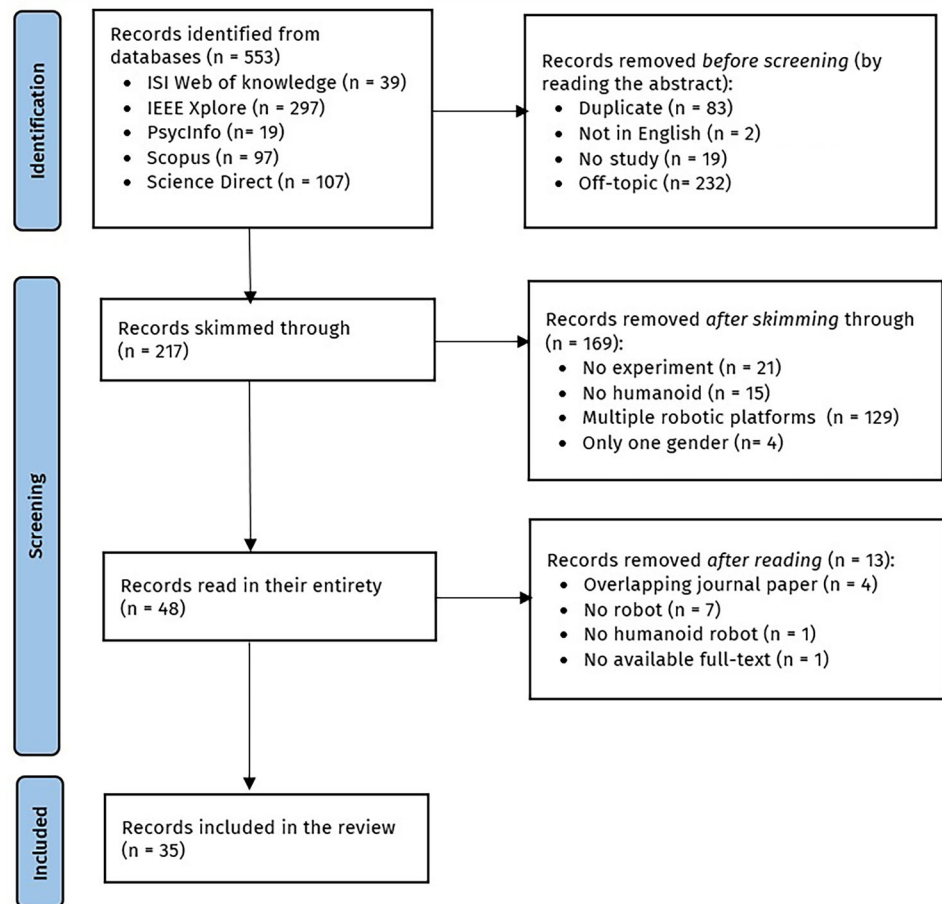 Identification
Records identified from
databases (n = 553)
• ISI Web of knowledge (n = 39)
• IEEE Xplore (n = 297)
• PsycInfo (n= 19)
• Scopus (n = 97)
• Science Direct (n = 107)
Records removed before screening (by
reading the abstract):
• Duplicate (n = 83)
• Not in English (n = 2)
• No study (n = 19)
• Off-topic (n= 232)
Screening
Records skimmed through
(n = 217)
Records removed after skimming through
(n = 169):
• No experiment (n = 21)
• No humanoid (n = 15)
• Multiple robotic platforms (n = 129)
• Only one gender (n= 4)
Records read in their entirety
(n = 48)
Records removed after reading (n = 13):
• Overlapping journal paper (n = 4)
• No robot (n = 7)
• No humanoid robot (n = 1)
• No available full-text (n = 1)
Included
Records included in the review
(n = 35)